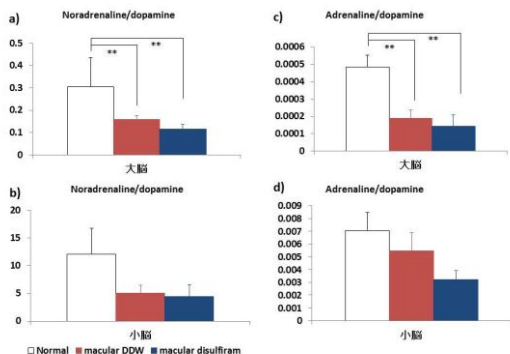 a)
Noradrenaline/dopamine
0.5
0.4
0.3
0.2
0.1
0
**
**
大脳
c)
Adrenaline/dopamine
0.0006
0.0005
0.0004
0.0003
0.0002
0.0001
0
**
**
大脳
b)
Noradrenaline/dopamine
20
15
10
5
0
小脳
d)
Adrenaline/dopamine
0.009
0.008
0.007
0.006
0.005
0.004
0.003
0.002
0.001
0
小脳
Normal macular DDW macular disulfiram